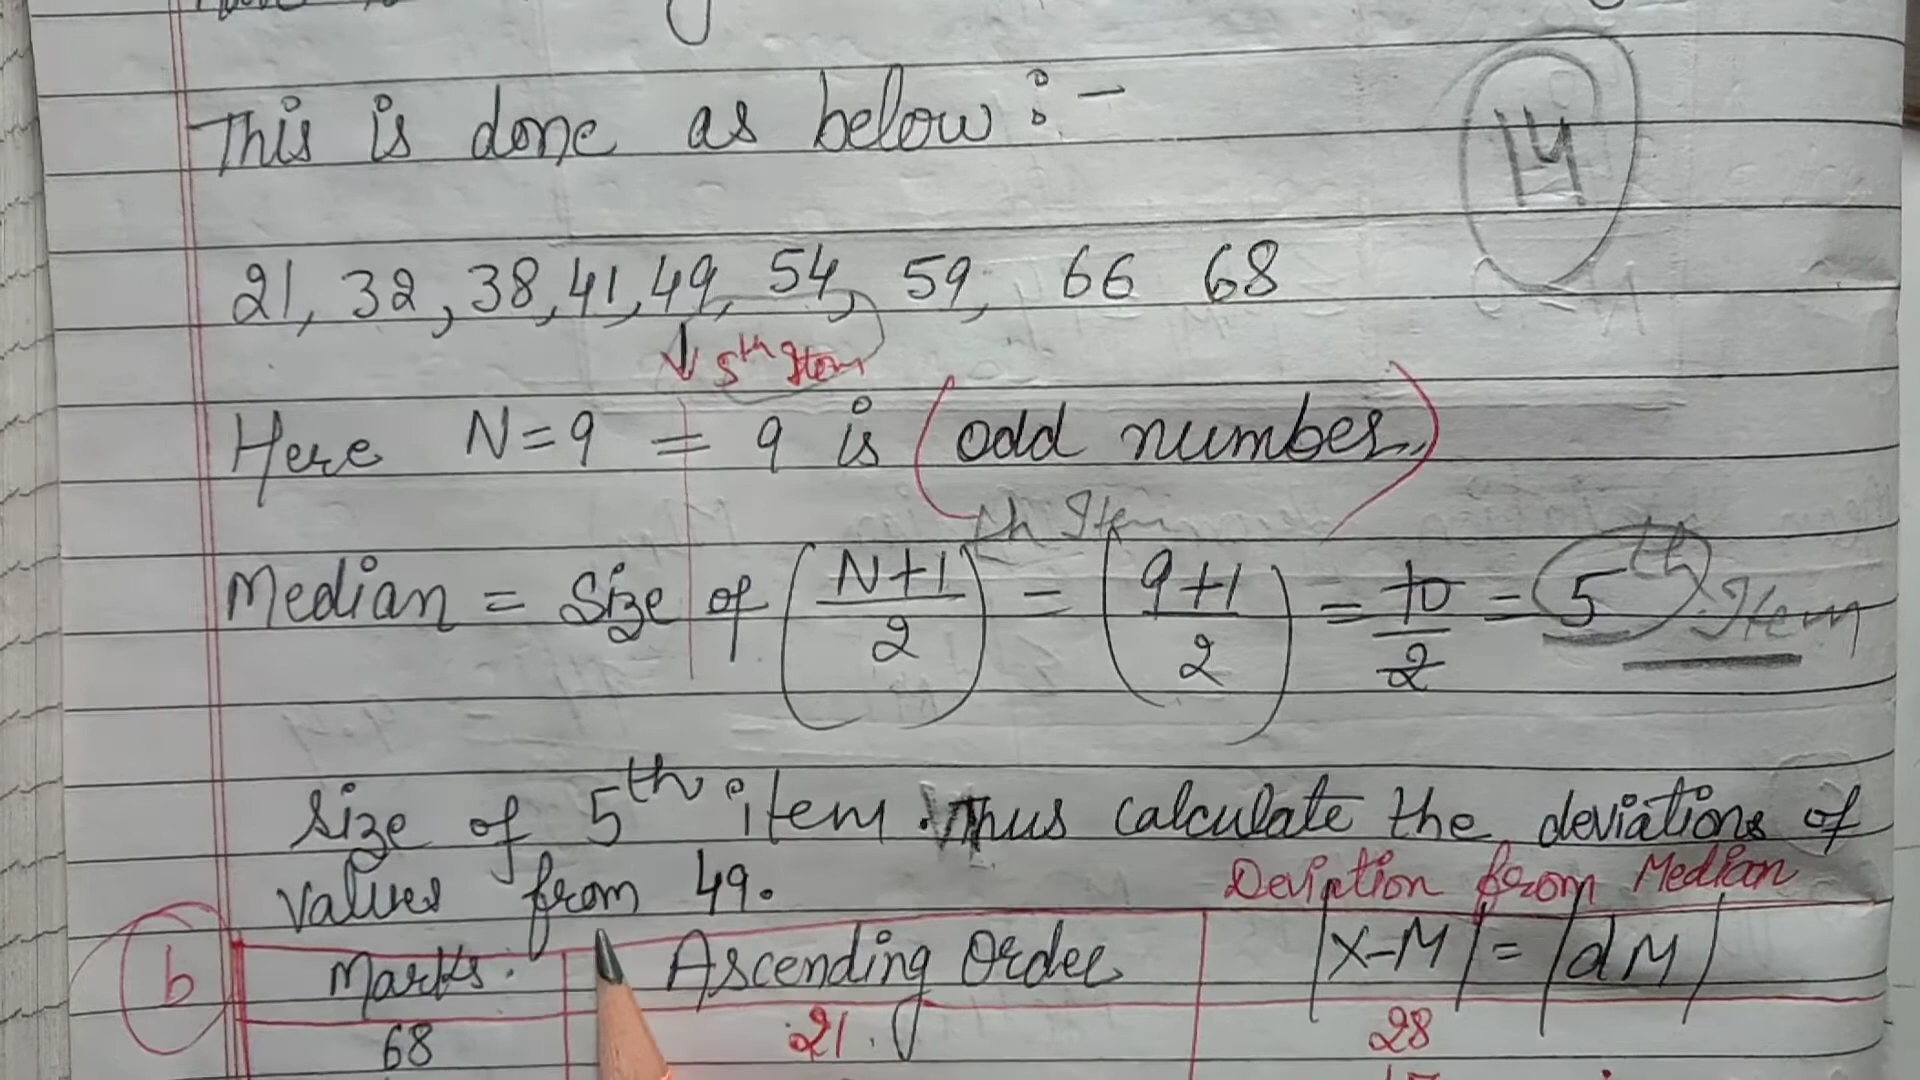 This is done as below :-
14
21, 32, 38, 41, 49, 54, 59, 66 68
5th Item
Here N=9 = 9 is (odd number)
th Item
Median = Size of (N+1/2) = (9+1/2) = 10/2 = 5th Item
Size of 5th item. Thus calculate the deviations of
values from 49.
Deviation from Median
b
Marks. Ascending Order |X-M| = |dM|
68 21. 28